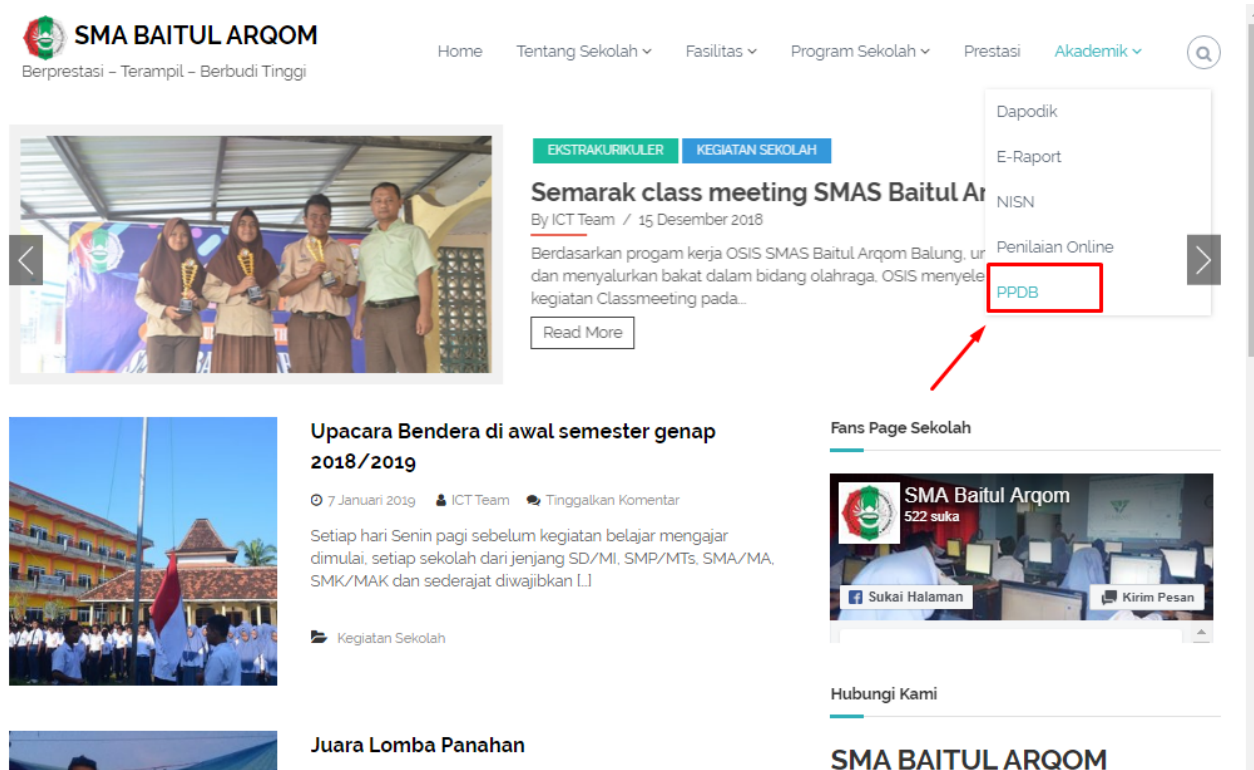 SMA BAITUL ARQOM
Berprestasi – Terampil – Berbudi Tinggi
Home Tentang Sekolah Fasilitas Program Sekolah Prestasi Akademik
Dapodik
E-Raport
NISN
Penilaian Online
PPDB
EKSTRAKURIKULER KEGIATAN SEKOLAH
Semarak class meeting SMAS Baitul Ar
By ICT Team / 15 Desember 2018
Berdasarkan progam kerja OSIS SMAS Baitul Arqom Balung, un
dan menyalurkan bakat dalam bidang olahraga, OSIS menyele
kegiatan Classmeeting pada...
Read More
Upacara Bendera di awal semester genap
2018/2019
7 Januari 2019 ICT Team Tinggalkan Komentar
Setiap hari Senin pagi sebelum kegiatan belajar mengajar
dimulai, setiap sekolah dari jenjang SD/MI, SMP/MTs, SMA/MA,
SMK/MAK dan sederajat diwajibkan [...]
Kegiatan Sekolah
Juara Lomba Panahan
Fans Page Sekolah
SMA Baitul Arqom
522 suka
Sukai Halaman
Kirim Pesan
Hubungi Kami
SMA BAITUL ARQOM